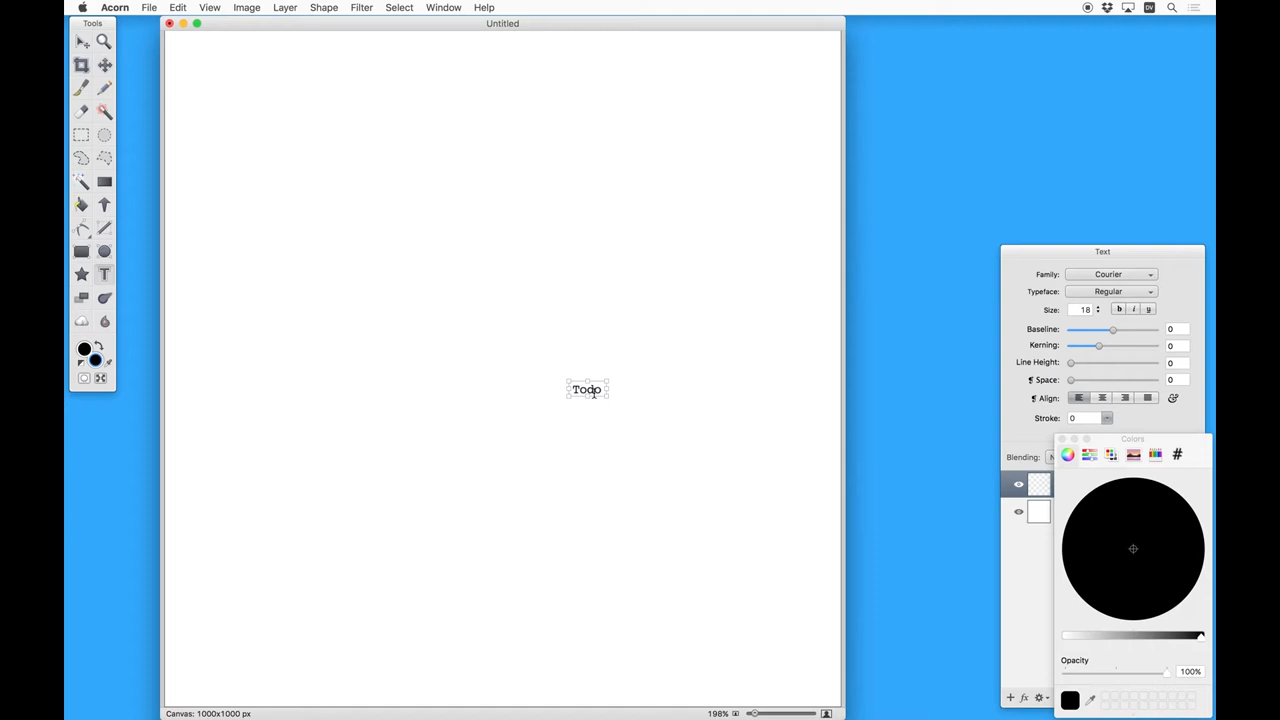 Acorn File Edit View Image Layer Shape Filter Select Window Help
DV
Tools
Untitled
T
Todo
Canvas: 1000x1000 px
198%
Text
Family: Courier
Typeface: Regular
Size: 18 b i u
Baseline: 0
Kerning: 0
Line Height: 0
¶ Space: 0
¶ Align:
Stroke: 0
Blending: N
fx
Colors
#
Opacity
100%